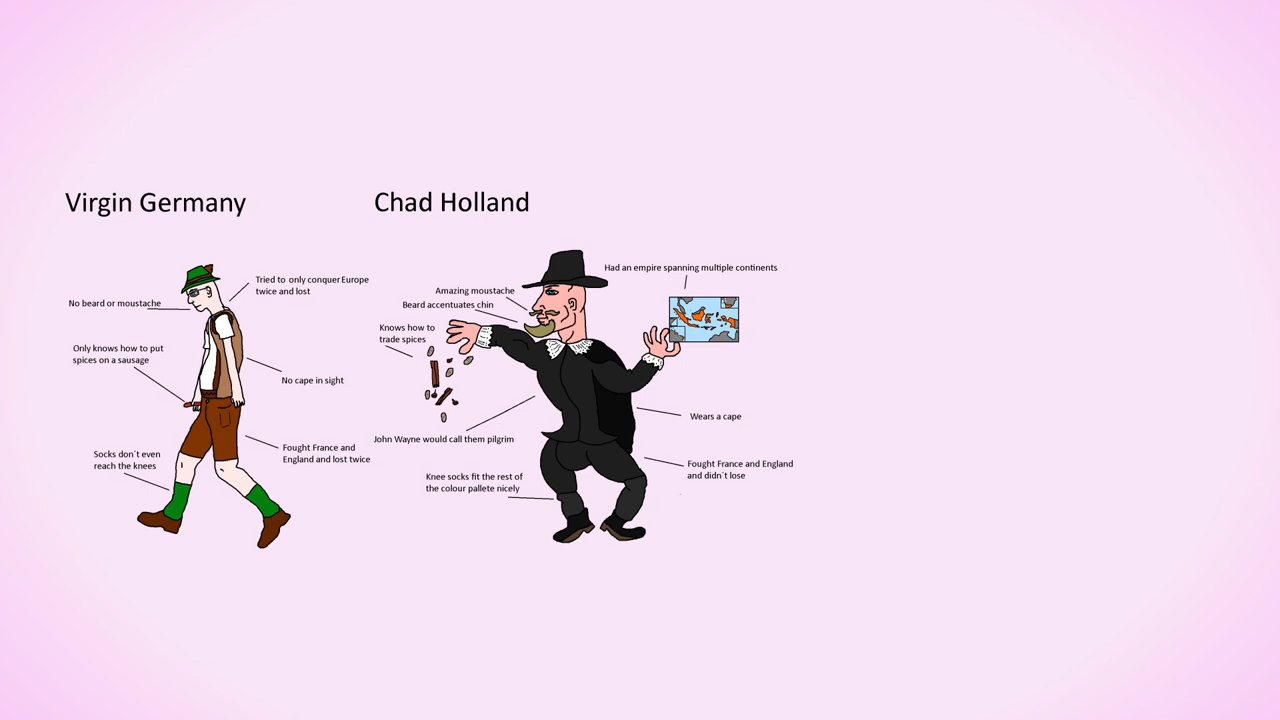 Virgin Germany
Chad Holland
Tried to only conquer Europe
twice and lost
No beard or moustache
Only knows how to put
spices on a sausage
No cape in sight
Socks don´t even
reach the knees
Fought France and
England and lost twice
Had an empire spanning multiple continents
Amazing moustache
Beard accentuates chin
Knows how to
trade spices
Wears a cape
John Wayne would call them pilgrim
Fought France and England
and didn´t lose
Knee socks fit the rest of
the colour pallete nicely